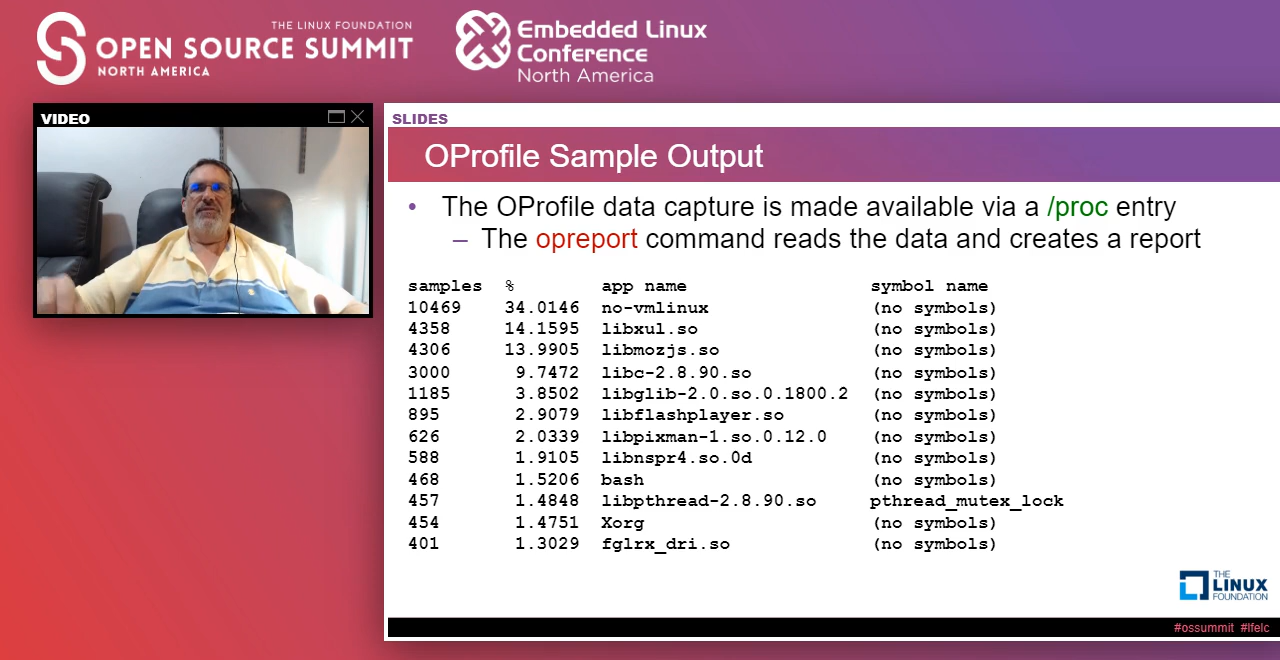 THE LINUX FOUNDATION
OPEN SOURCE SUMMIT
NORTH AMERICA
Embedded Linux
Conference
North America
VIDEO
SLIDES
OProfile Sample Output
• The OProfile data capture is made available via a /proc entry
– The opreport command reads the data and creates a report
samples % app name symbol name
10469 34.0146 no-vmlinux (no symbols)
4358 14.1595 libxul.so (no symbols)
4306 13.9905 libmozjs.so (no symbols)
3000 9.7472 libc-2.8.90.so (no symbols)
1185 3.8502 libglib-2.0.so.0.1800.2 (no symbols)
895 2.9079 libflashplayer.so (no symbols)
626 2.0339 libpixman-1.so.0.12.0 (no symbols)
588 1.9105 libnspr4.so.0d (no symbols)
468 1.5206 bash (no symbols)
457 1.4848 libpthread-2.8.90.so pthread_mutex_lock
454 1.4751 Xorg (no symbols)
401 1.3029 fglrx_dri.so (no symbols)
THE
LINUX
FOUNDATION
#ossummit #lfelc